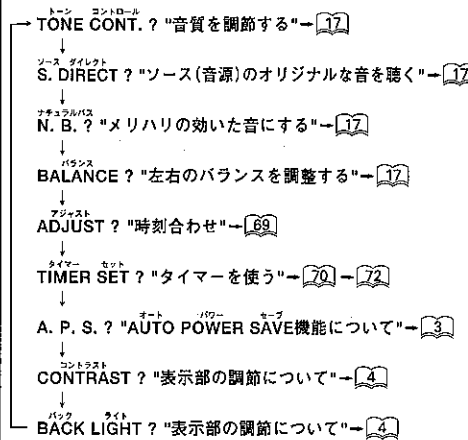 トーン コントロール
TONE CONT. ? "音質を調節する"→17
↓
ソース ダイレクト
S. DIRECT ? "ソース(音源)のオリジナルな音を聴く"→17
↓
ナチュラルバス
N. B. ? "メリハリの効いた音にする"→17
↓
バランス
BALANCE ? "左右のバランスを調整する"→17
↓
アジャスト
ADJUST ? "時刻合わせ"→69
↓
タイマー セット
TIMER SET ? "タイマーを使う"→70→72
↓
オート パワー セーブ
A. P. S. ? "AUTO POWER SAVE機能について"→3
↓
コントラスト
CONTRAST ? "表示部の調節について"→4
↓
バック ライト
BACK LIGHT ? "表示部の調節について"→4